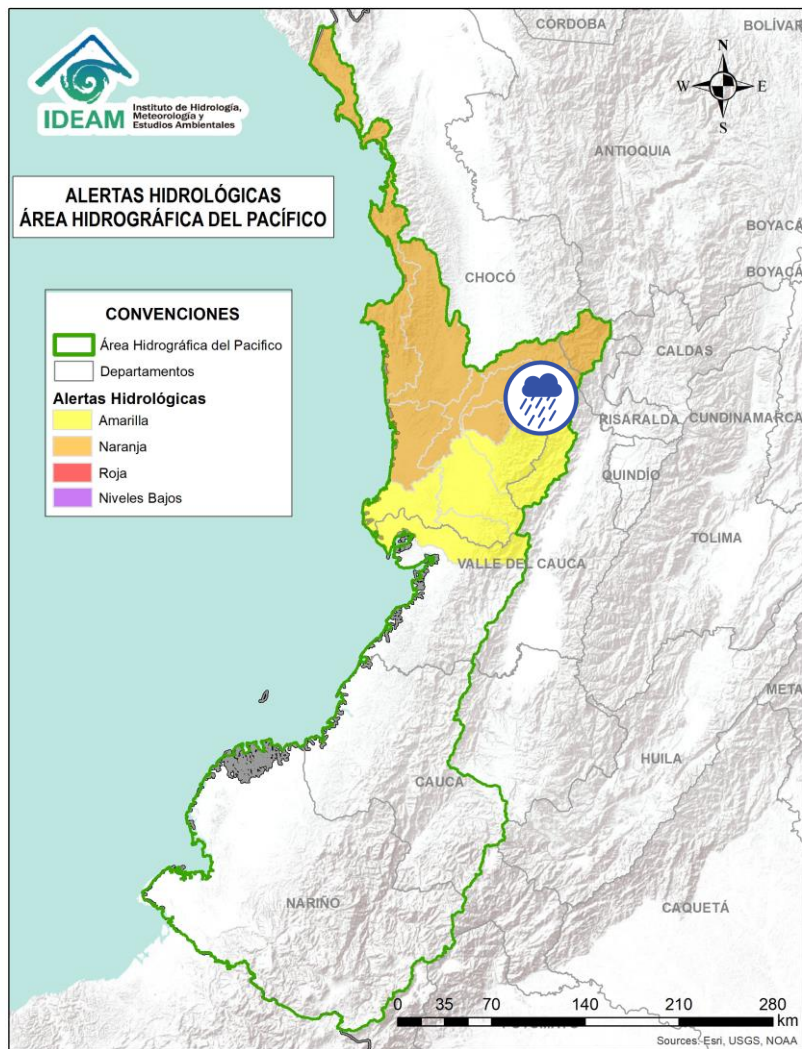 IDEAM
Instituto de Hidrología,
Meteorología y
Estudios Ambientales
ALERTAS HIDROLÓGICAS
ÁREA HIDROGRÁFICA DEL PACÍFICO
CONVENCIONES
Área Hidrográfica del Pacifico
Departamentos
Alertas Hidrológicas
Amarilla
Naranja
Roja
Niveles Bajos
N
W E
S
CÓRDOBA
BOLÍVAR
ANTIOQUIA
BOYACÁ
BOYACÁ
CHOCÓ
CALDAS
RISARALDA
CUNDINAMARCA
QUINDÍO
TOLIMA
VALLE DEL CAUCA
META
HUILA
CAUCA
NARIÑO
CAQUETÁ
0 35 70 140 210 280
km
Sources: Esri, USGS, NOAA